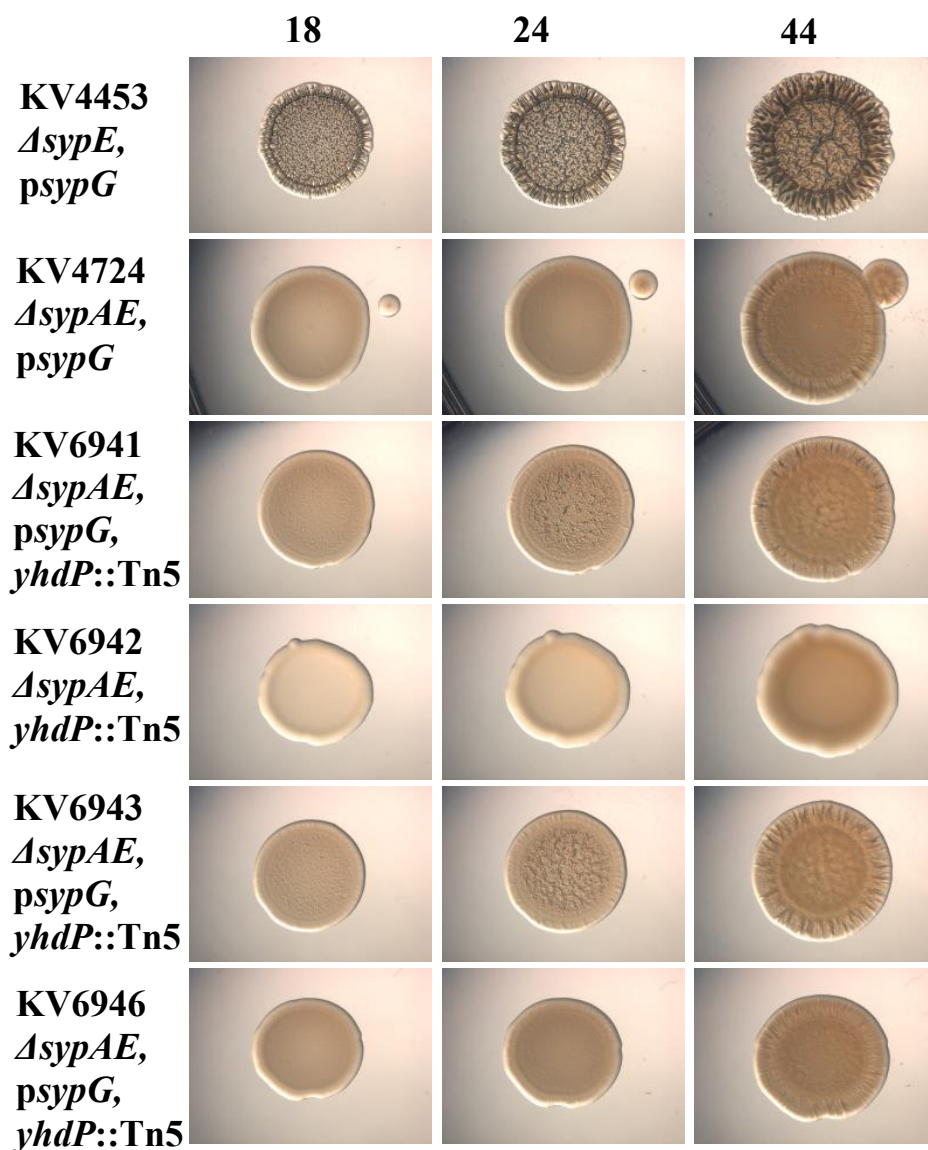 18 24 44
KV4453
ΔsypE,
psypG
KV4724
ΔsypAE,
psypG
KV6941
ΔsypAE,
psypG,
yhdP::Tn5
KV6942
ΔsypAE,
yhdP::Tn5
KV6943
ΔsypAE,
psypG,
yhdP::Tn5
KV6946
ΔsypAE,
psypG,
yhdP::Tn5